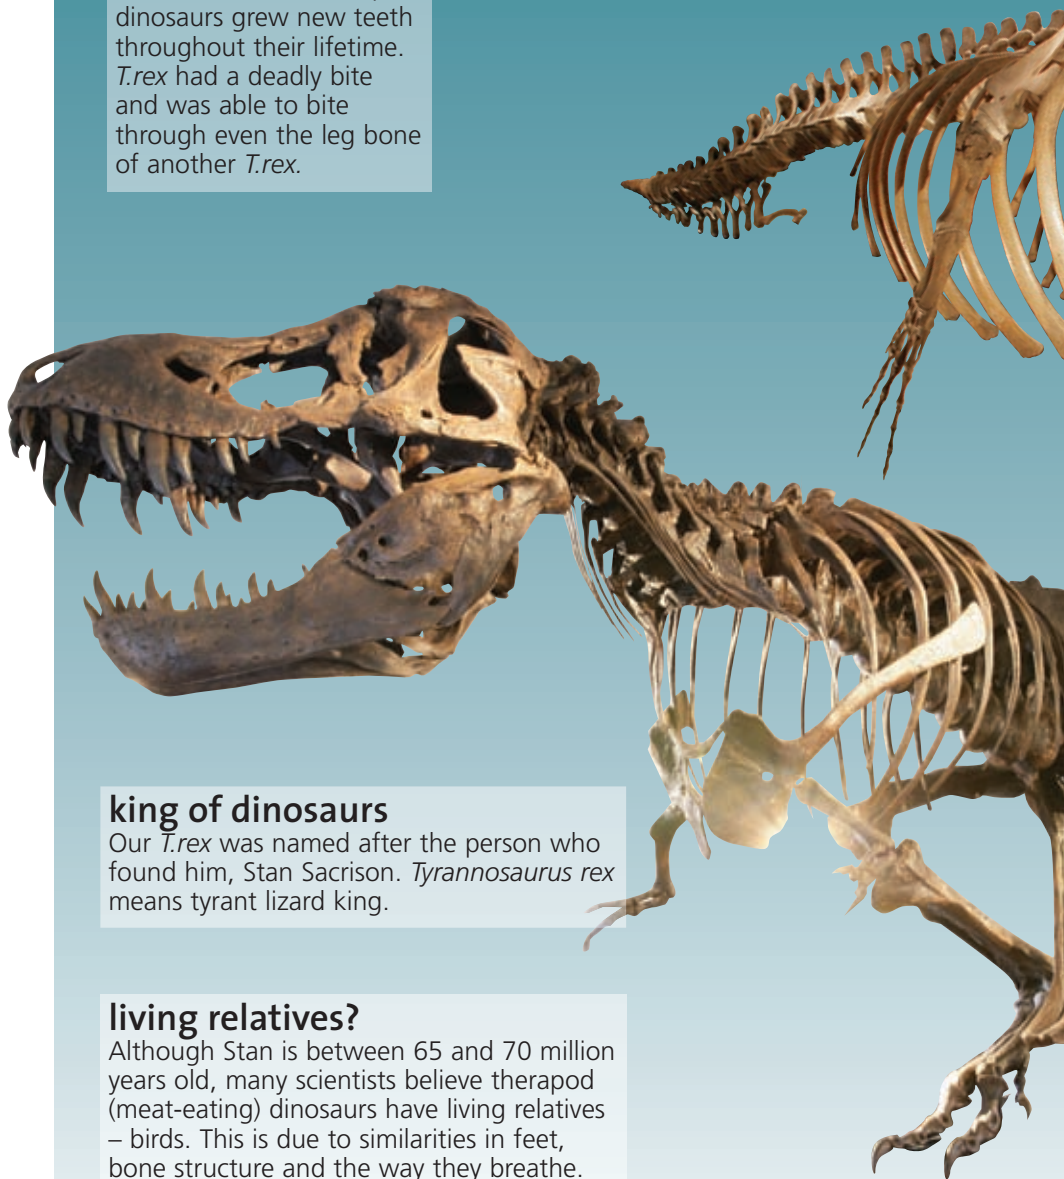 dinosaurs grew new teeth
throughout their lifetime.
T.rex had a deadly bite
and was able to bite
through even the leg bone
of another T.rex.
king of dinosaurs
Our T.rex was named after the person who
found him, Stan Sacrison. Tyrannosaurus rex
means tyrant lizard king.
living relatives?
Although Stan is between 65 and 70 million
years old, many scientists believe therapod
(meat-eating) dinosaurs have living relatives
– birds. This is due to similarities in feet,
bone structure and the way they breathe.